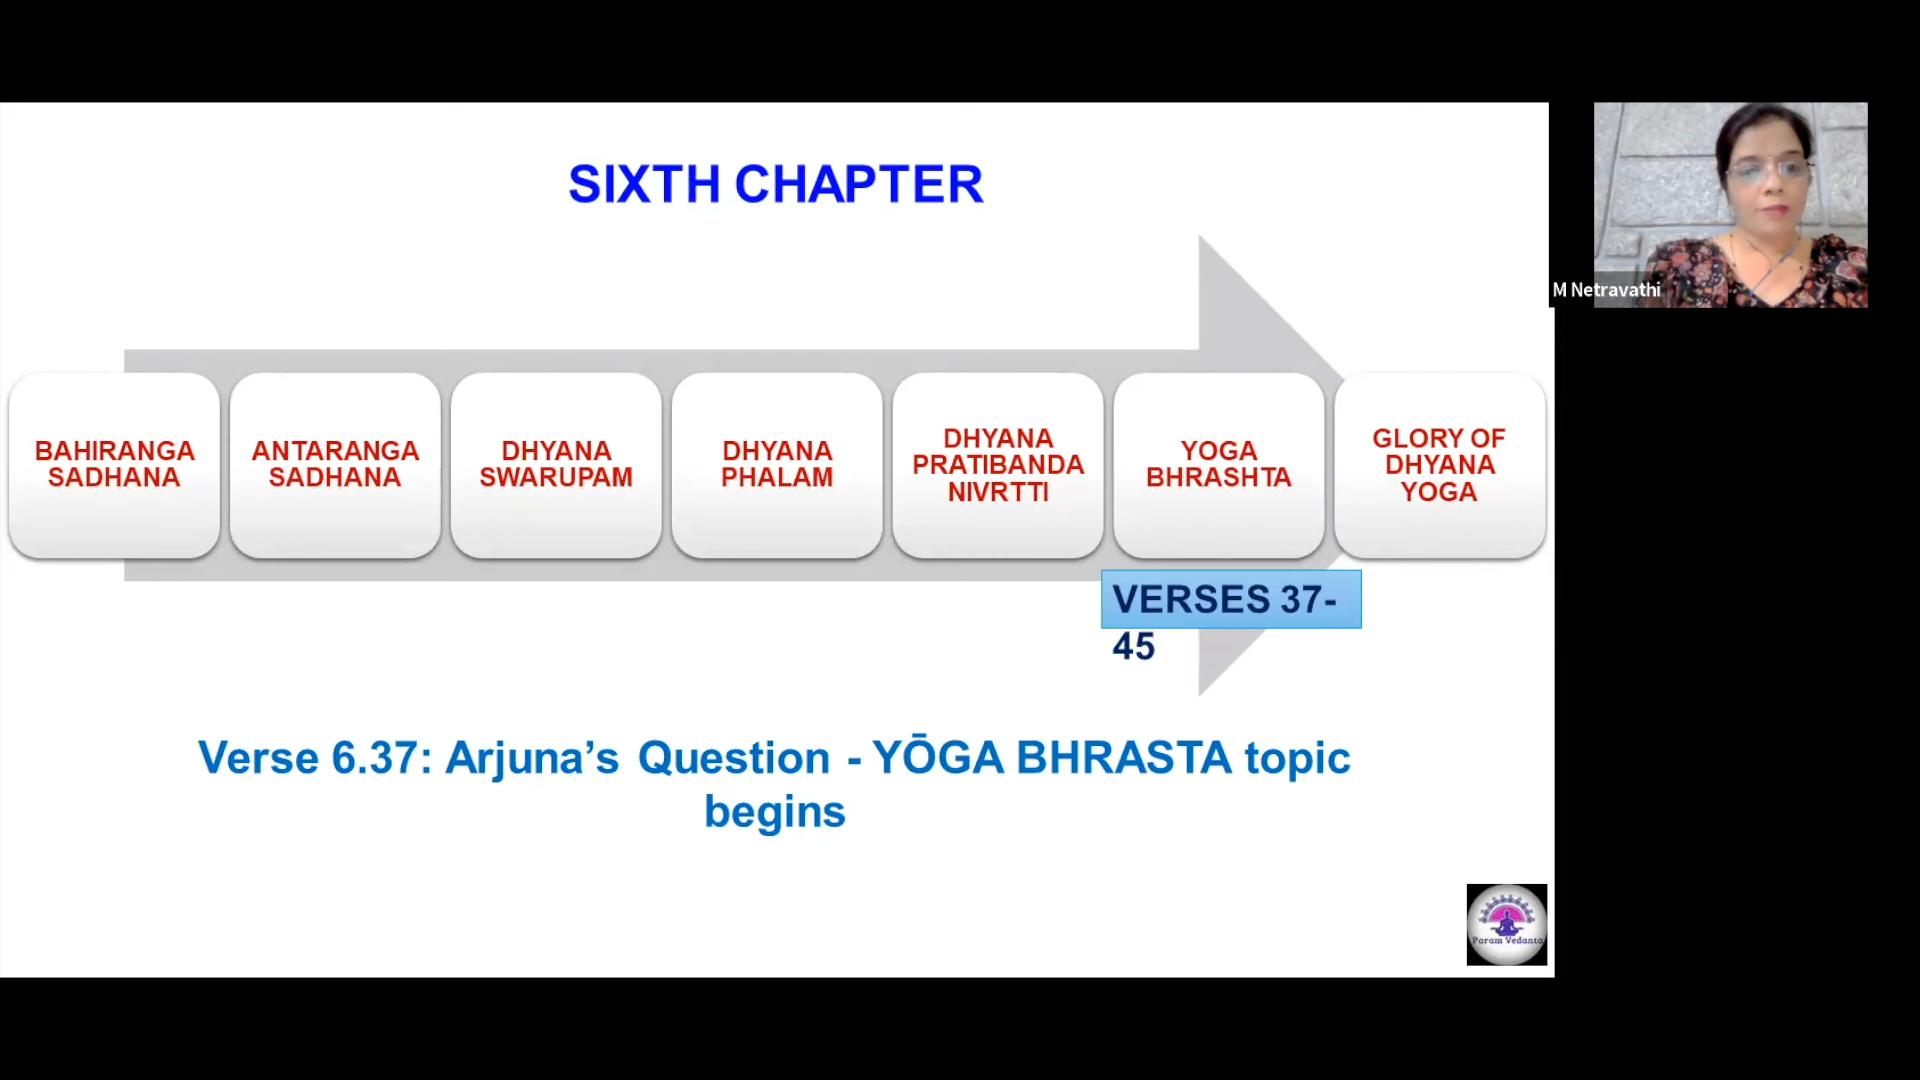 SIXTH CHAPTER
M Netravathi
BAHIRANGA
SADHANA
ANTARANGA
SADHANA
DHYANA
SWARUPAM
DHYANA
PHALAM
DHYANA
PRATIBANDA
NIVRTTI
YOGA
BHRASHTA
GLORY OF
DHYANA
YOGA
VERSES 37-
45
Verse 6.37: Arjuna’s Question - YŌGA BHRASTA topic
begins
Param Vedanta